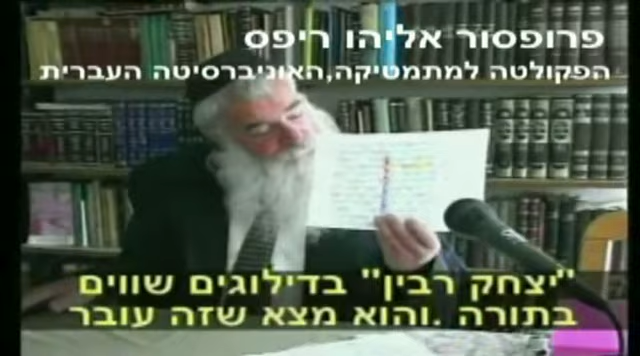 פרופסור אליהו ריפס
הפקולטה למתמטיקה,האוניברסיטה העברית
"יצחק רבין" בדילוגים שווים
בתורה .והוא מצא שזה עובר